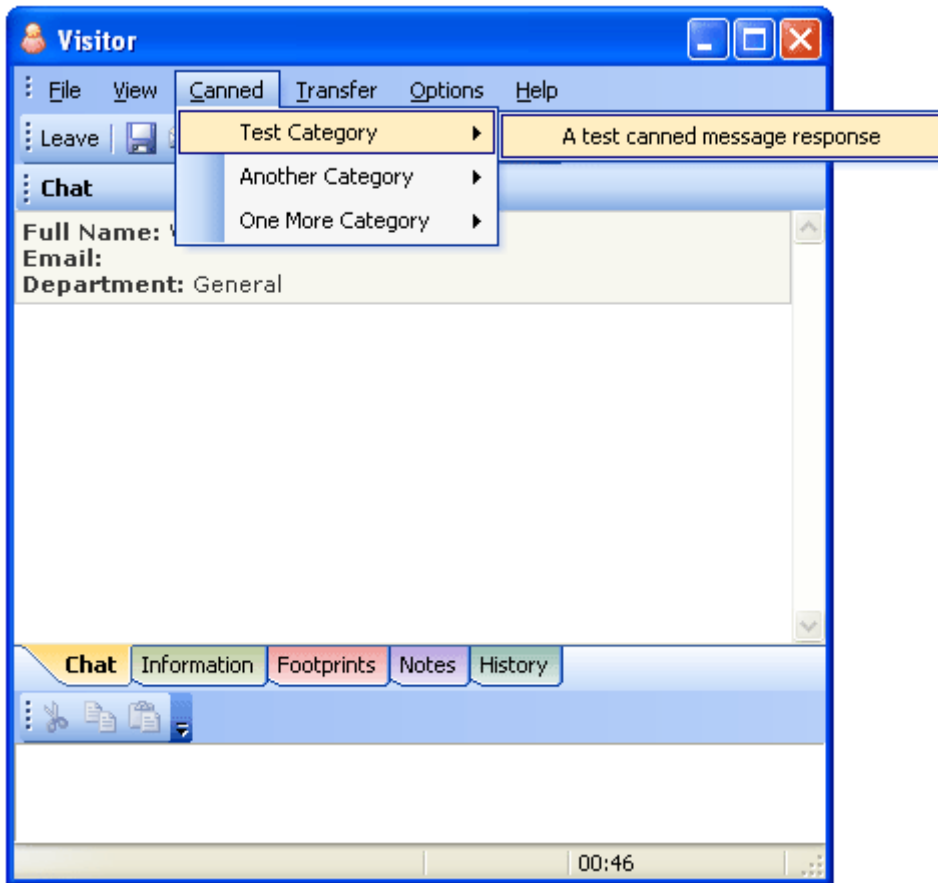 Visitor
File View Canned Transfer Options Help
Leave
Test Category
A test canned message response
Another Category
One More Category
Chat
Full Name:
Email:
Department: General
Chat Information Footprints Notes History
00:46